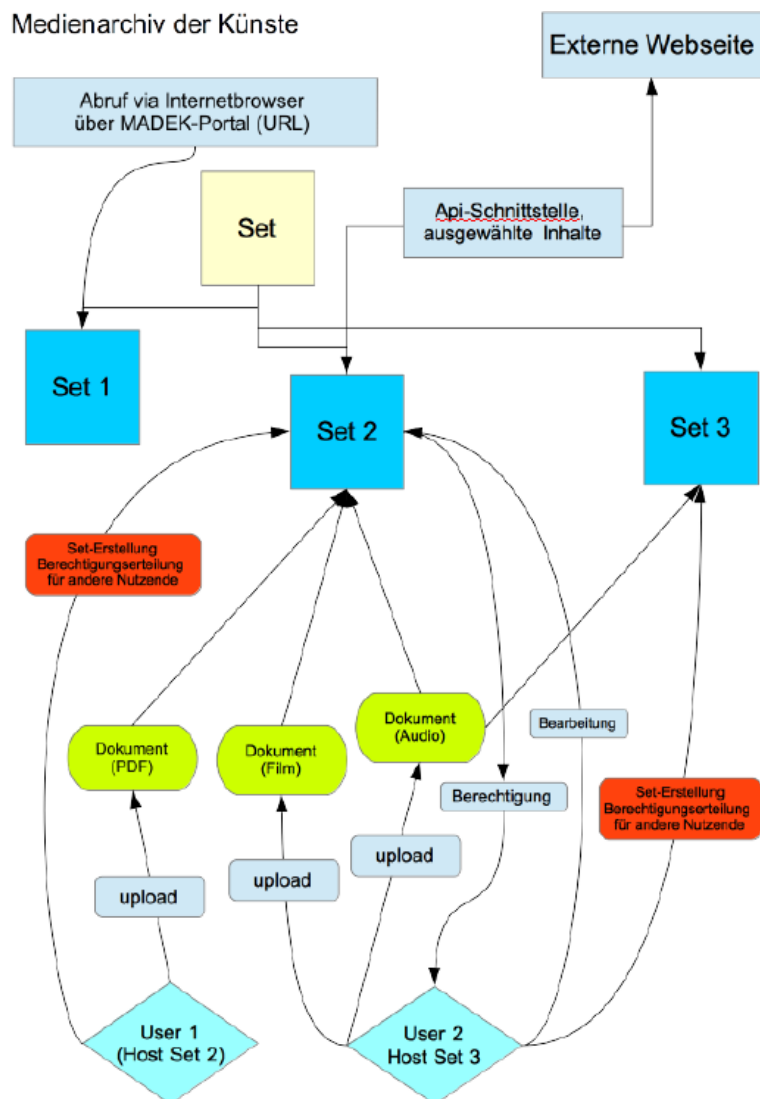 Medienarchiv der Künste
Externe Webseite
Abruf via Internetbrowser
über MADEK-Portal (URL)
Set
Api-Schnittstelle,
ausgewählte Inhalte
Set 1
Set 2
Set 3
Set-Erstellung
Berechtigungserteilung
für andere Nutzende
Dokument
(PDF)
Dokument
(Film)
Dokument
(Audio)
Bearbeitung
Berechtigung
Set-Erstellung
Berechtigungserteilung
für andere Nutzende
upload
upload
upload
User 1
(Host Set 2)
User 2
Host Set 3